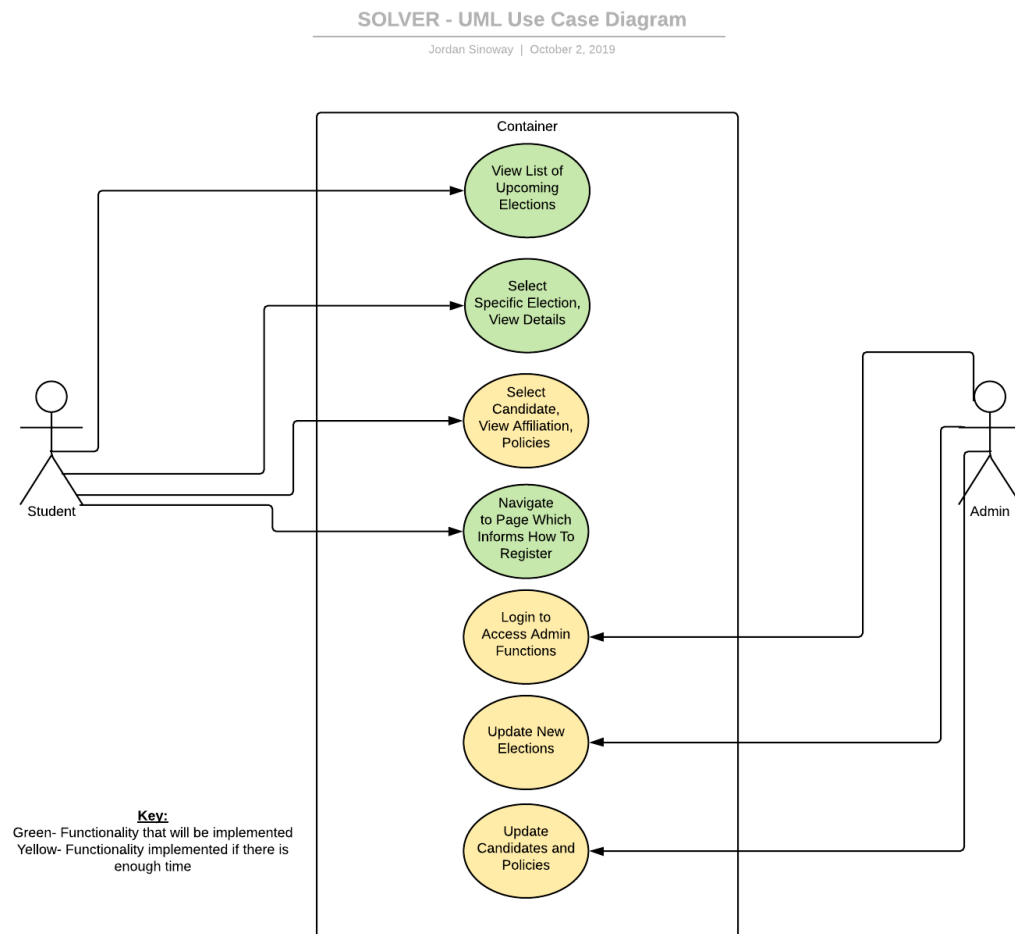 SOLVER - UML Use Case Diagram
Jordan Sinoway | October 2, 2019
Container
View List of
Upcoming
Elections
Select
Specific Election,
View Details
Select
Candidate,
View Affiliation,
Policies
Student
Navigate
to Page Which
Informs How To
Register
Admin
Login to
Access Admin
Functions
Update New
Elections
Update
Candidates and
Policies
Key:
Green- Functionality that will be implemented
Yellow- Functionality implemented if there is
enough time